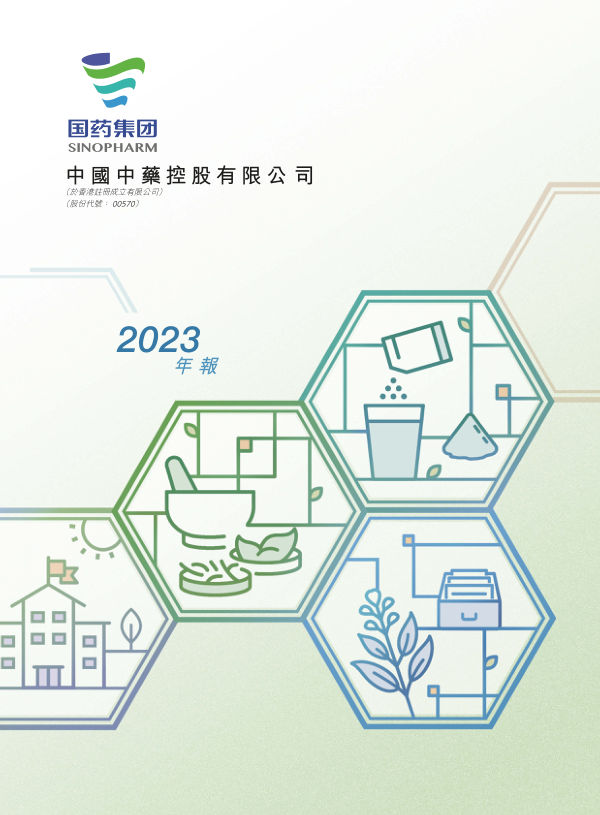 国药集团
SINOPHARM
中國中藥控股有限公司
（於香港註冊成立有限公司）
（股份代號：00570）
2023
年報